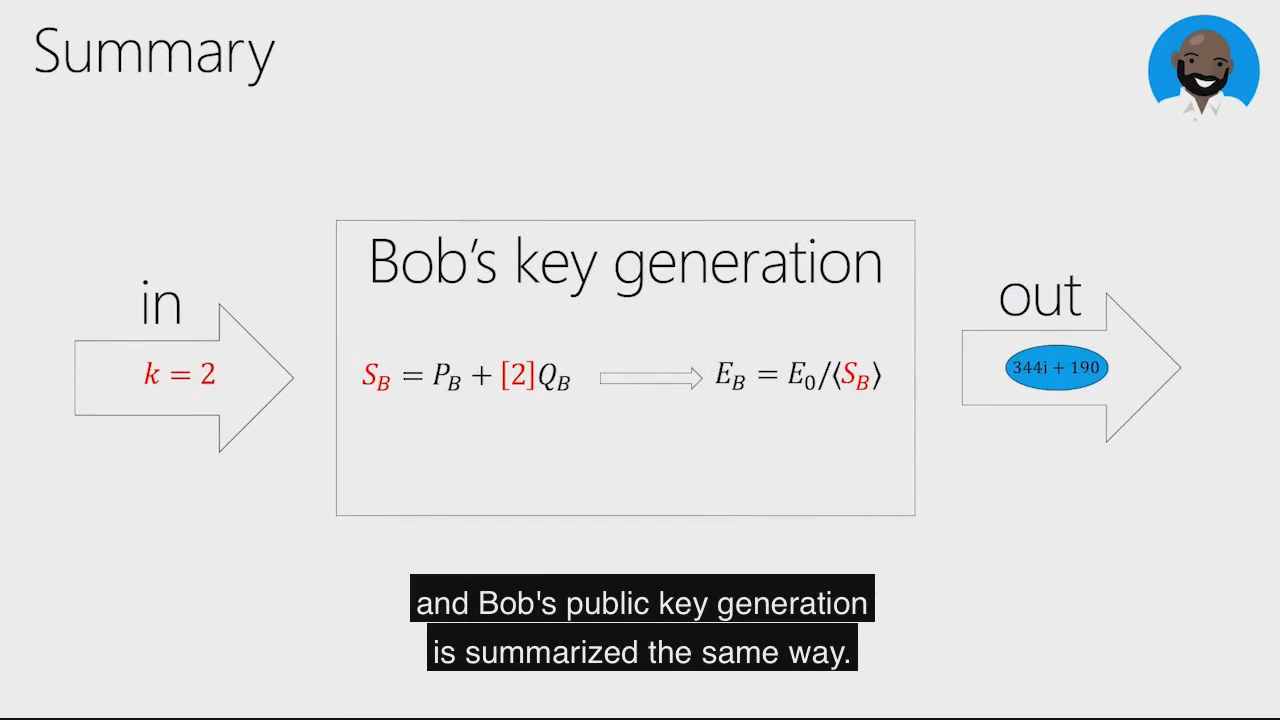 Summary
Bob's key generation
in
out
k = 2
S_B = P_B + [2]Q_B
E_B = E_0/⟨S_B⟩
344i + 190
and Bob's public key generation
is summarized the same way.